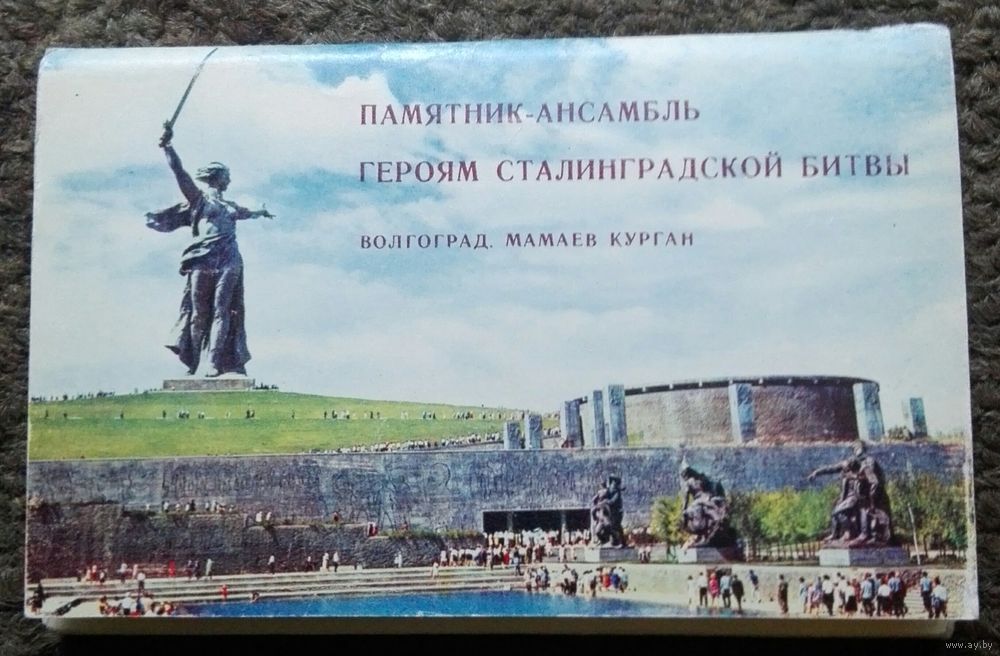 ПАМЯТНИК-АНСАМБЛЬ
ГЕРОЯМ СТАЛИНГРАДСКОЙ БИТВЫ
ВОЛГОГРАД. МАМАЕВ КУРГАН
www.ay.by